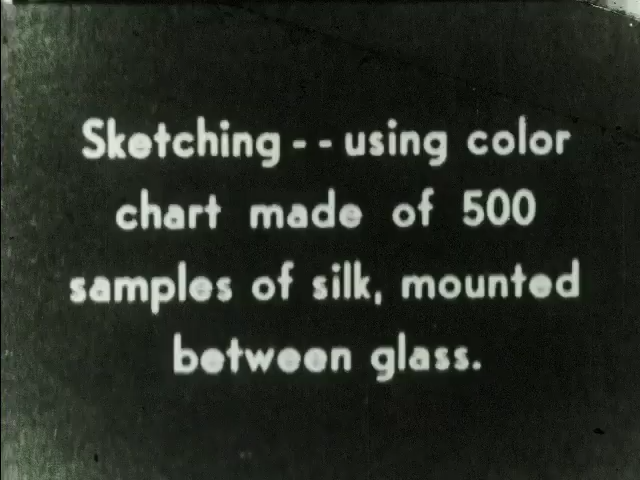 Sketching -- using color
chart made of 500
samples of silk, mounted
between glass.